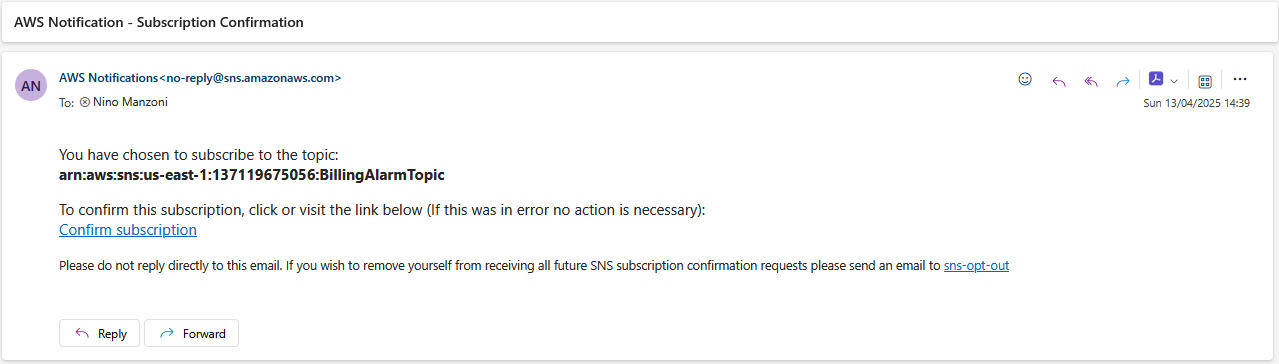 AWS Notification - Subscription Confirmation
AN
AWS Notifications<no-reply@sns.amazonaws.com>
To: Nino Manzoni
Sun 13/04/2025 14:39
You have chosen to subscribe to the topic:
arn:aws:sns:us-east-1:137119675056:BillingAlarmTopic
To confirm this subscription, click or visit the link below (If this was in error no action is necessary):
Confirm subscription
Please do not reply directly to this email. If you wish to remove yourself from receiving all future SNS subscription confirmation requests please send an email to sns-opt-out
Reply
Forward